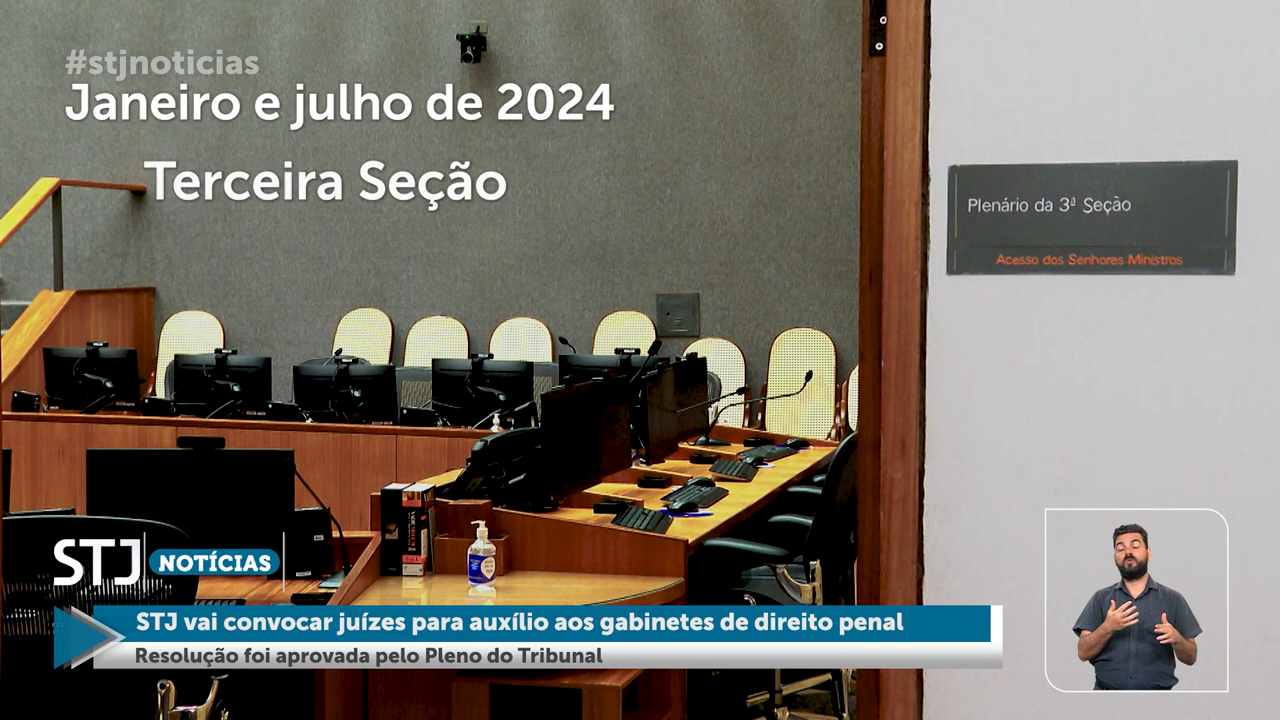 #stjnoticias
Janeiro e julho de 2024
Terceira Seção
Plenário da 3ª Seção
Acesso dos Senhores Ministros
STJ NOTÍCIAS
STJ vai convocar juízes para auxílio aos gabinetes de direito penal
Resolução foi aprovada pelo Pleno do Tribunal